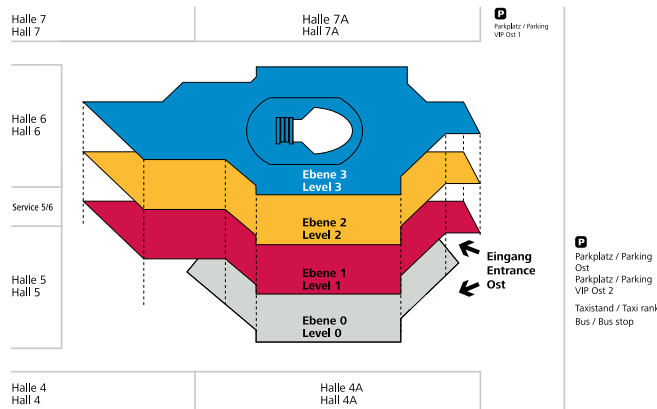 Halle 7
Hall 7
Halle 7A
Hall 7A
P
Parkplatz / Parking
VIP Ost 1
Halle 6
Hall 6
Ebene 3
Level 3
Service 5/6
Ebene 2
Level 2
Ebene 1
Level 1
Eingang
Entrance
Ost
P
Parkplatz / Parking
Ost
Parkplatz / Parking
VIP Ost 2
Taxistand / Taxi rank
Bus / Bus stop
Halle 5
Hall 5
Ebene 0
Level 0
Halle 4
Hall 4
Halle 4A
Hall 4A